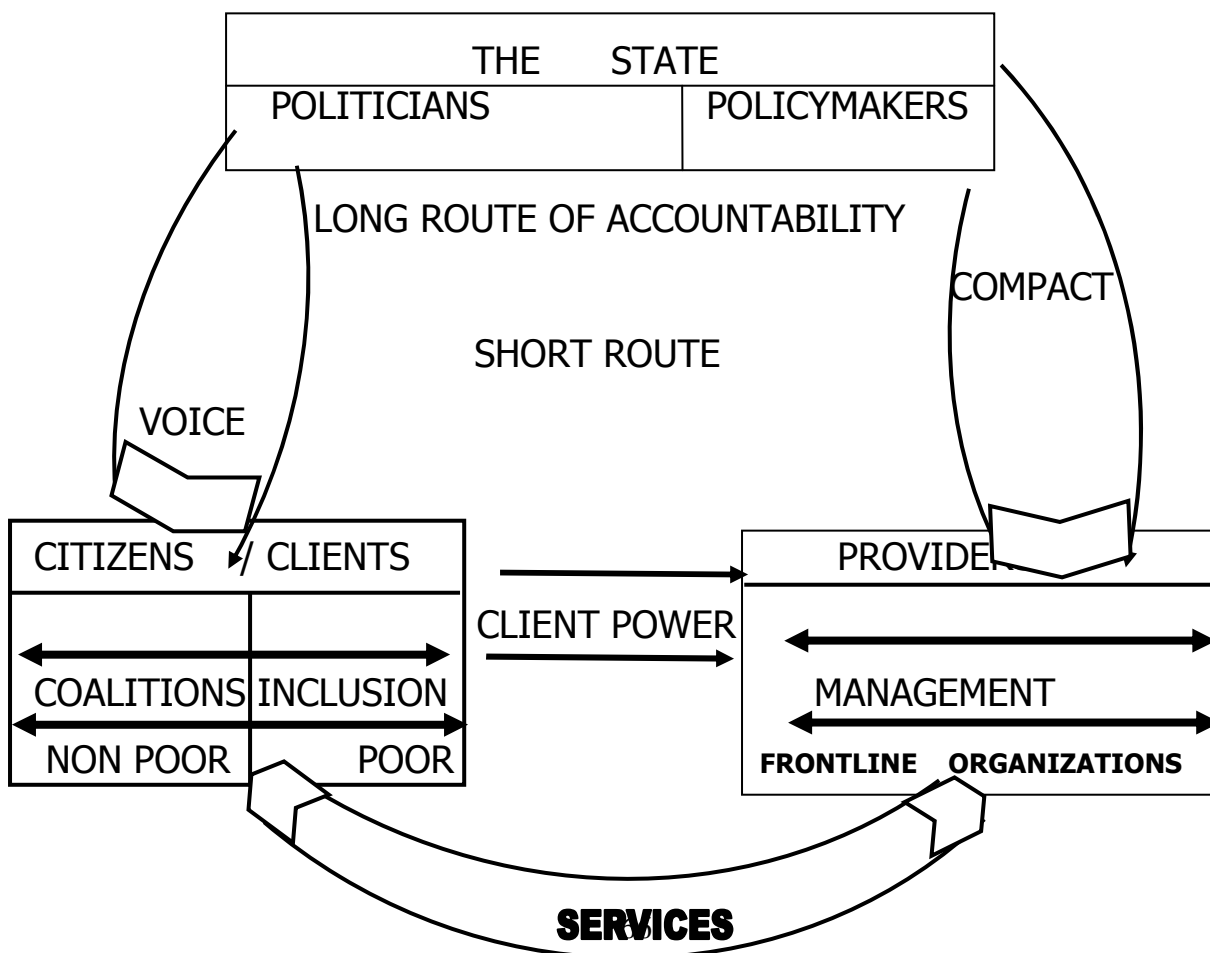 THE STATE
POLITICIANS POLICYMAKERS
LONG ROUTE OF ACCOUNTABILITY
COMPACT
SHORT ROUTE
VOICE
CITIZENS / CLIENTS
PROVIDER
CLIENT POWER
COALITIONS INCLUSION
MANAGEMENT
NON POOR POOR
FRONTLINE ORGANIZATIONS
SERVICES